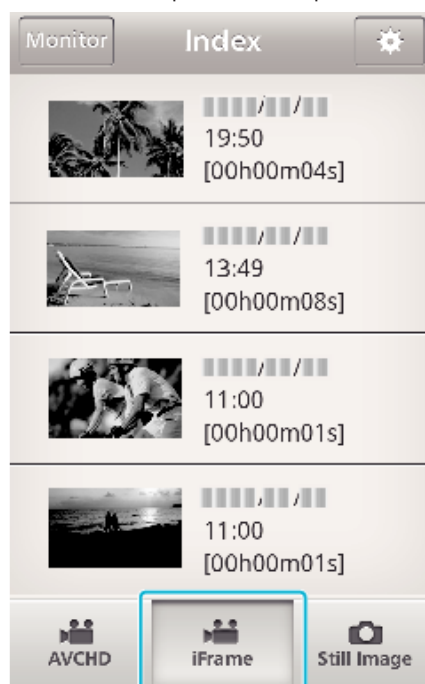 Monitor
Index
19:50
[00h00m04s]
13:49
[00h00m08s]
11:00
[00h00m01s]
11:00
[00h00m01s]
AVCHD
iFrame
Still Image